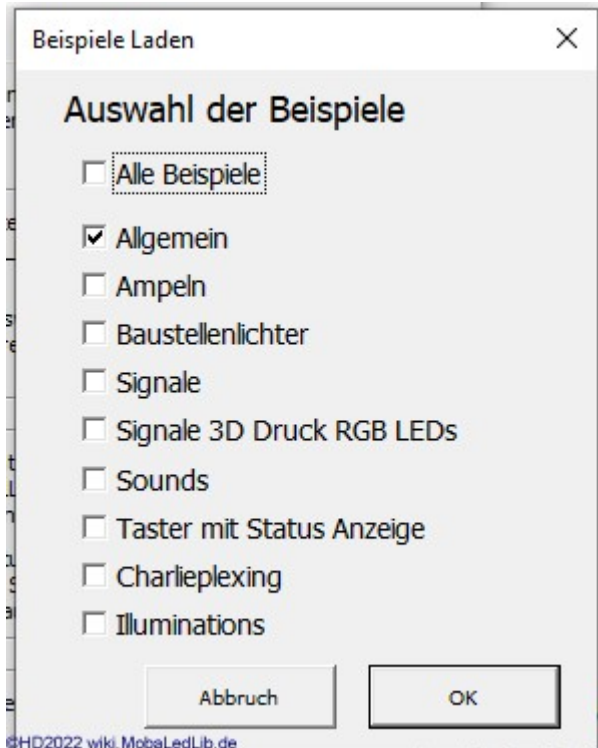 Beispiele Laden
Auswahl der Beispiele
Alle Beispiele
Allgemein
Ampeln
Baustellenlichter
Signale
Signale 3D Druck RGB LEDs
Sounds
Taster mit Status Anzeige
Charlieplexing
Illuminations
Abbruch OK
©HD2022 wiki.MobaLedLib.de